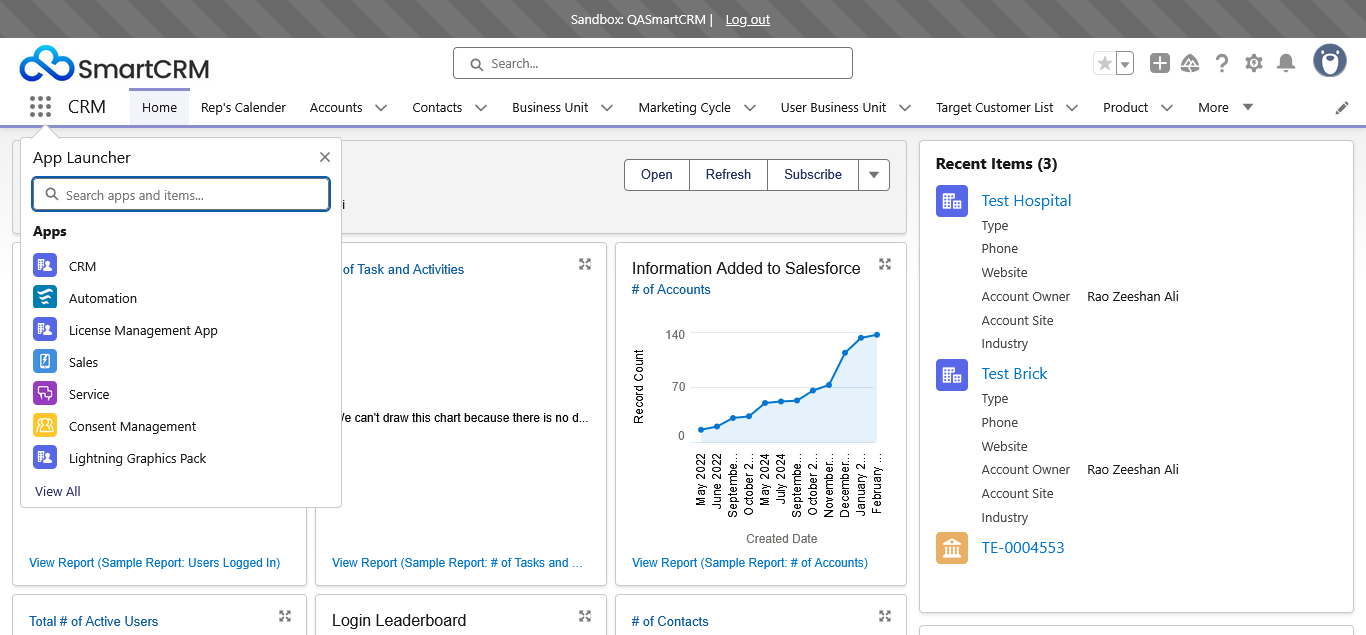 Sandbox: QASmartCRM | Log out
SmartCRM
Search...
CRM
Home
Rep's Calender
Accounts
Contacts
Business Unit
Marketing Cycle
User Business Unit
Target Customer List
Product
More
App Launcher
Search apps and items...
Apps
CRM
Automation
License Management App
Sales
Service
Consent Management
Lightning Graphics Pack
View All
Open
Refresh
Subscribe
of Task and Activities
can't draw this chart because there is no d...
View Report (Sample Report: Users Logged In)
View Report (Sample Report: # of Tasks and ...
Information Added to Salesforce
# of Accounts
Record Count
140
70
0
May 2022
June 2022
Septembe...
October 2...
May 2024
July 2024
Septembe...
October 2...
November...
December...
January 2...
February ...
Created Date
View Report (Sample Report: # of Accounts)
Total # of Active Users
Login Leaderboard
# of Contacts
Recent Items (3)
Test Hospital
Type
Phone
Website
Account Owner Rao Zeeshan Ali
Account Site
Industry
Test Brick
Type
Phone
Website
Account Owner Rao Zeeshan Ali
Account Site
Industry
TE-0004553